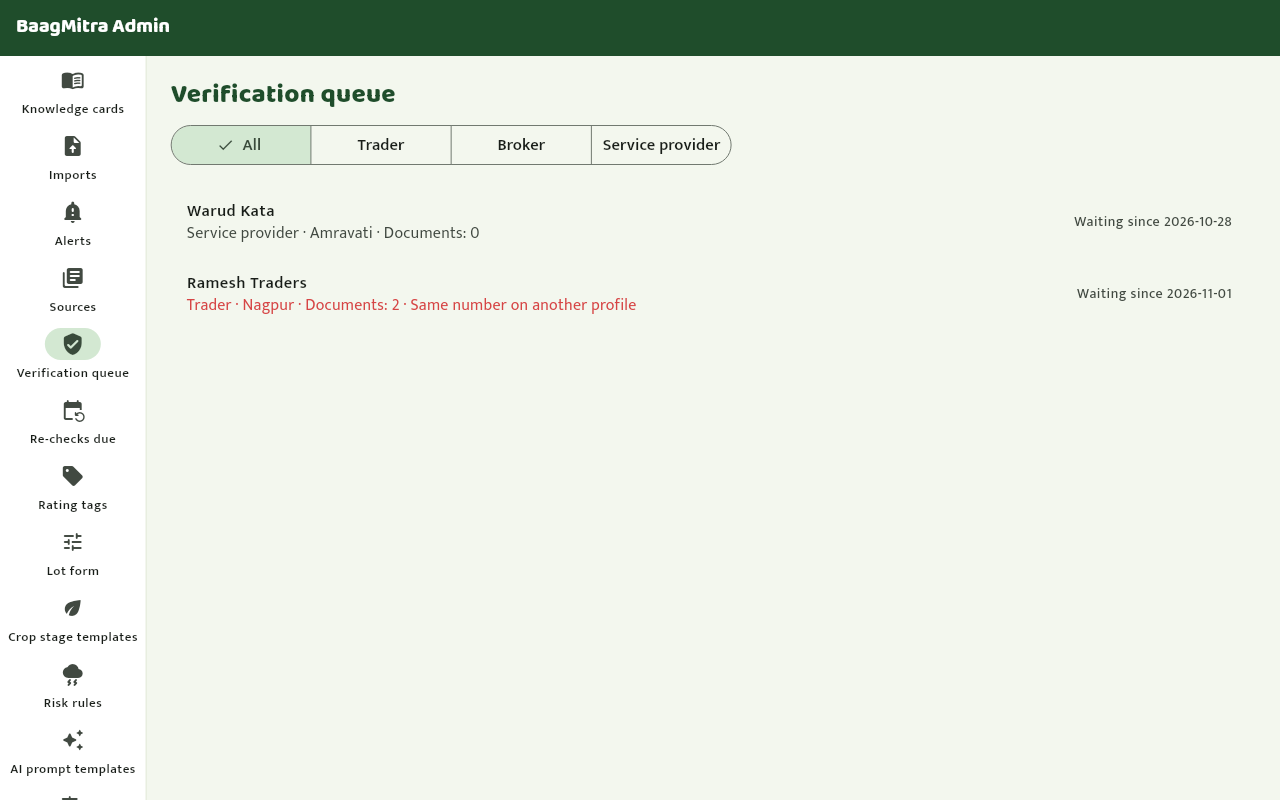 BaagMitra Admin
Knowledge cards
Imports
Alerts
Sources
Verification queue
Re-checks due
Rating tags
Lot form
Crop stage templates
Risk rules
AI prompt templates
Verification queue
All
Trader
Broker
Service provider
Warud Kata
Service provider · Amravati · Documents: 0
Waiting since 2026-10-28
Ramesh Traders
Trader · Nagpur · Documents: 2 · Same number on another profile
Waiting since 2026-11-01